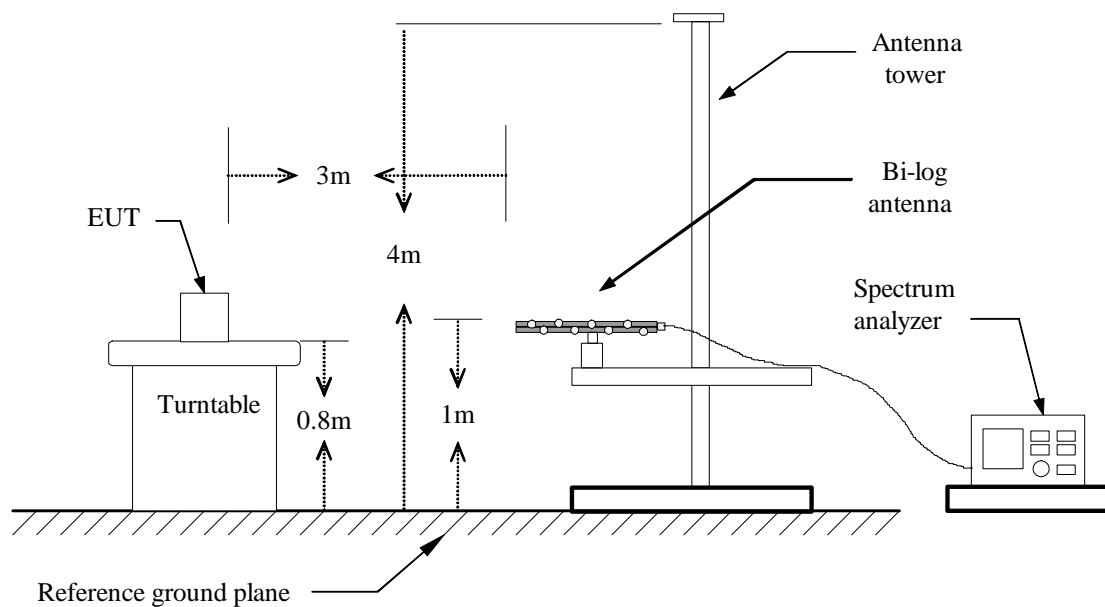 Antenna
tower
3m
Bi-log
antenna
EUT
4m
Spectrum
analyzer
Turntable
0.8m
1m
Reference ground plane